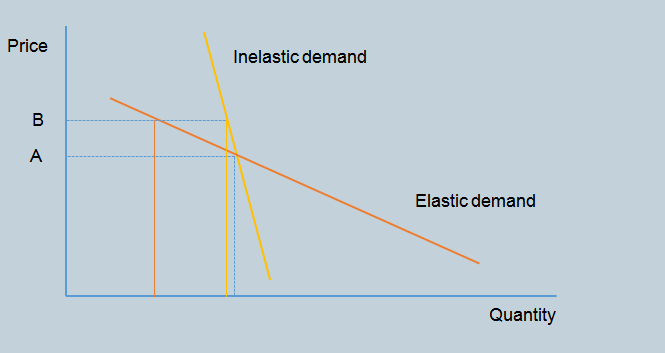 Price
Inelastic demand
B
A
Elastic demand
Quantity